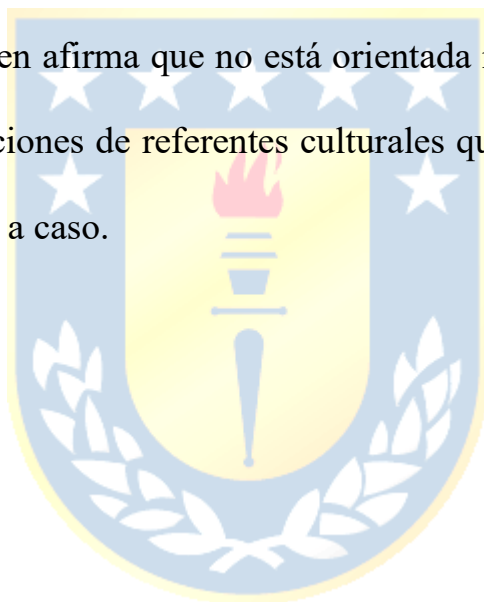 en afirma que no está orientada
ciones de referentes culturales qu
a caso.